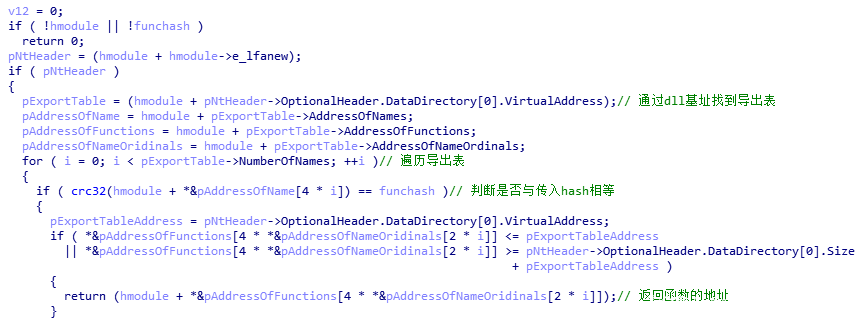 v12 = 0;
if ( !hmodule || !funchash )
  return 0;
pNtHeader = (hmodule + hmodule->e_lfanew);
if ( pNtHeader )
{
  pExportTable = (hmodule + pNtHeader->OptionalHeader.DataDirectory[0].VirtualAddress);// 通过dll基址找到导出表
  pAddressOfName = hmodule + pExportTable->AddressOfNames;
  pAddressOfFunctions = hmodule + pExportTable->AddressOfFunctions;
  pAddressOfNameOridinals = hmodule + pExportTable->AddressOfNameOrdinals;
  for ( i = 0; i < pExportTable->NumberOfNames; ++i )// 遍历导出表
  {
    if ( crc32(hmodule + *&pAddressOfName[4 * i]) == funchash )// 判断是否与传入hash相等
    {
      pExportTableAddress = pNtHeader->OptionalHeader.DataDirectory[0].VirtualAddress;
      if ( *&pAddressOfFunctions[4 * *&pAddressOfNameOridinals[2 * i]] <= pExportTableAddress
        || *&pAddressOfFunctions[4 * *&pAddressOfNameOridinals[2 * i]] >= pNtHeader->OptionalHeader.DataDirectory[0].Size
                                                                        + pExportTableAddress )
      {
        return (hmodule + *&pAddressOfFunctions[4 * *&pAddressOfNameOridinals[2 * i]]);// 返回函数的地址
      }